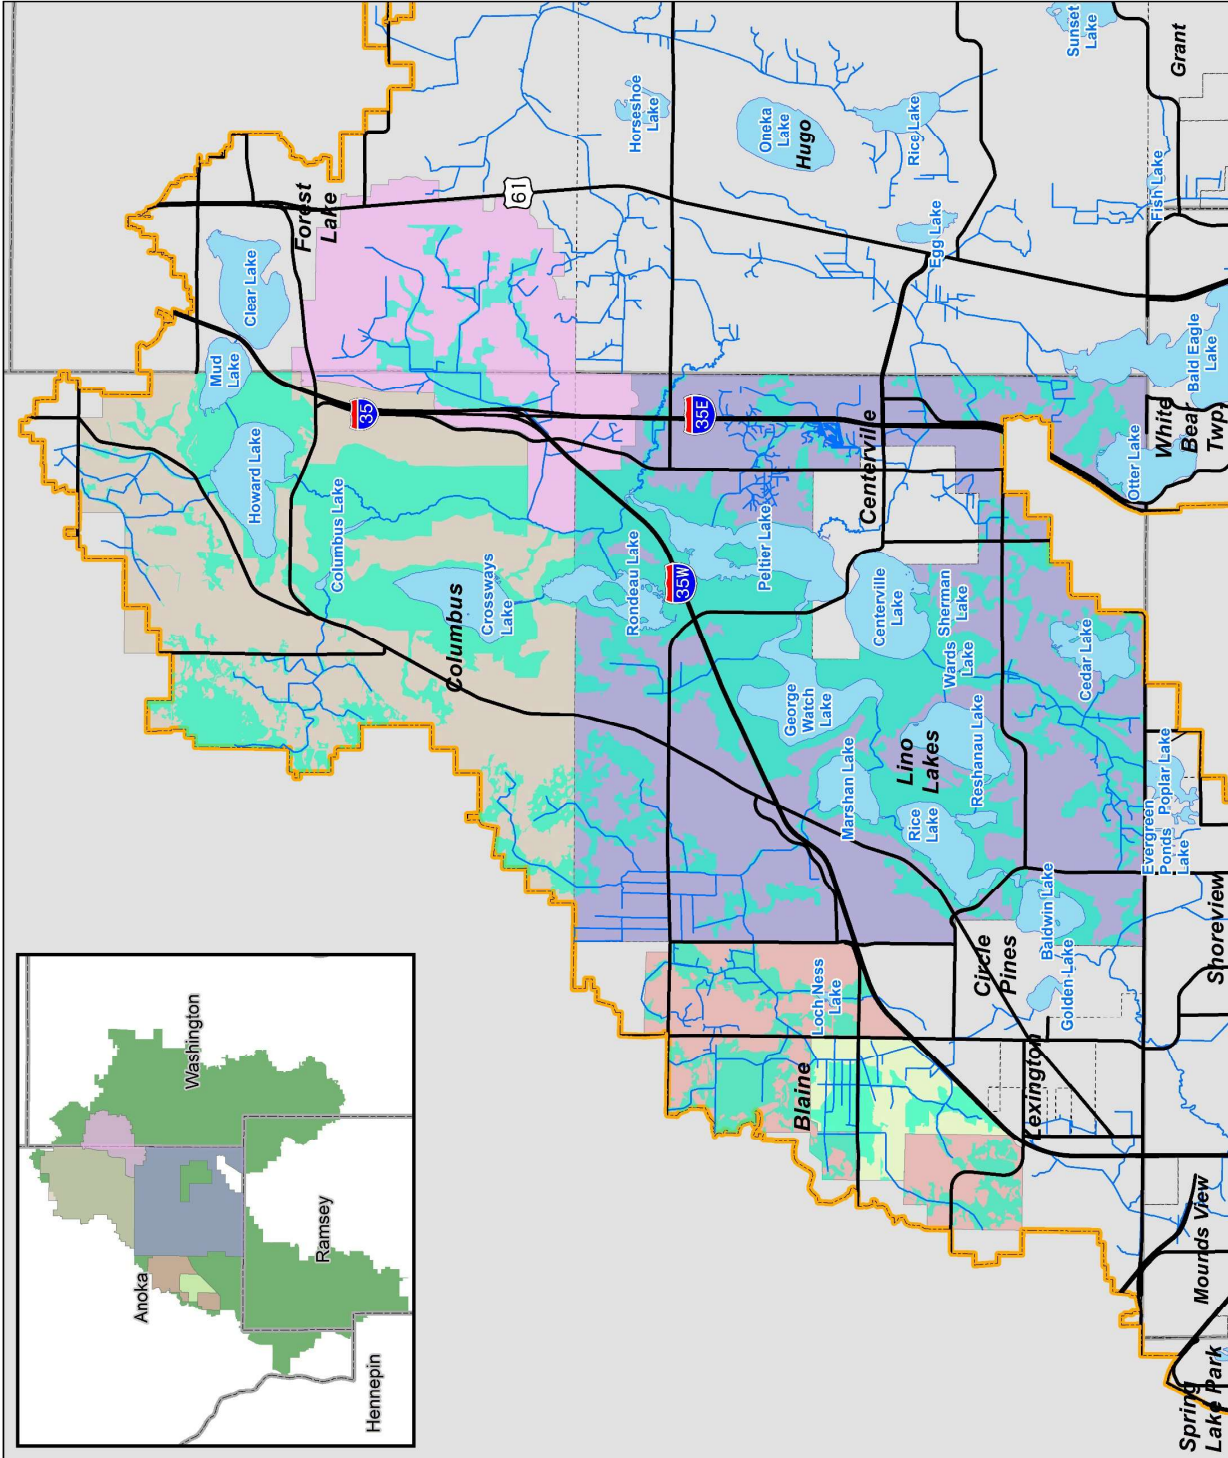 Sunset
Lake
Grant
Horseshoe
Lake
Oneka
Lake
Hugo
Rice Lake
Fish Lake
61
Forest
Lake
Egg Lake
Clear Lake
Mud
Lake
Bald Eagle
Lake
White
Bear
Twp.
35
35E
Howard Lake
Columbus Lake
Centerville
Otter Lake
Peltier Lake
Rondeau Lake
35W
Crossways
Lake
Columbus
Centerville
Lake
Sherman
Lake
Wards
Lake
Cedar Lake
George
Watch
Lake
Lino
Lakes
Reshanau Lake
Marshan Lake
Rice
Lake
Poplar Lake
Evergreen
Ponds
Lake
Baldwin Lake
Circle
Pines
Golden Lake
Shoreview
Loch Ness
Lake
Blaine
Lexington
Mounds View
Spring
Lake Park
Washington
Anoka
Ramsey
Hennepin